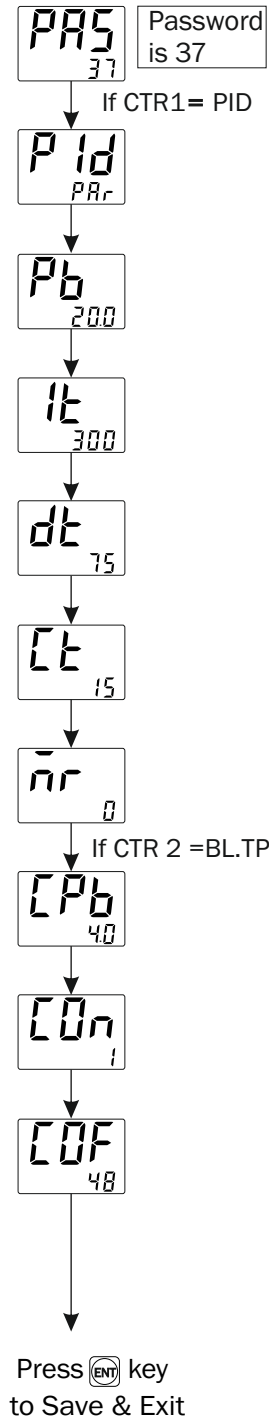 PAS
37
Password
is 37
If CTR1= PID
PId
PAr
Pb
20.0
It
300
dt
75
Ct
15
m̄r
0
If CTR 2 =BL.TP
CPb
4.0
COn
1
COF
48
Press ENT key
to Save & Exit